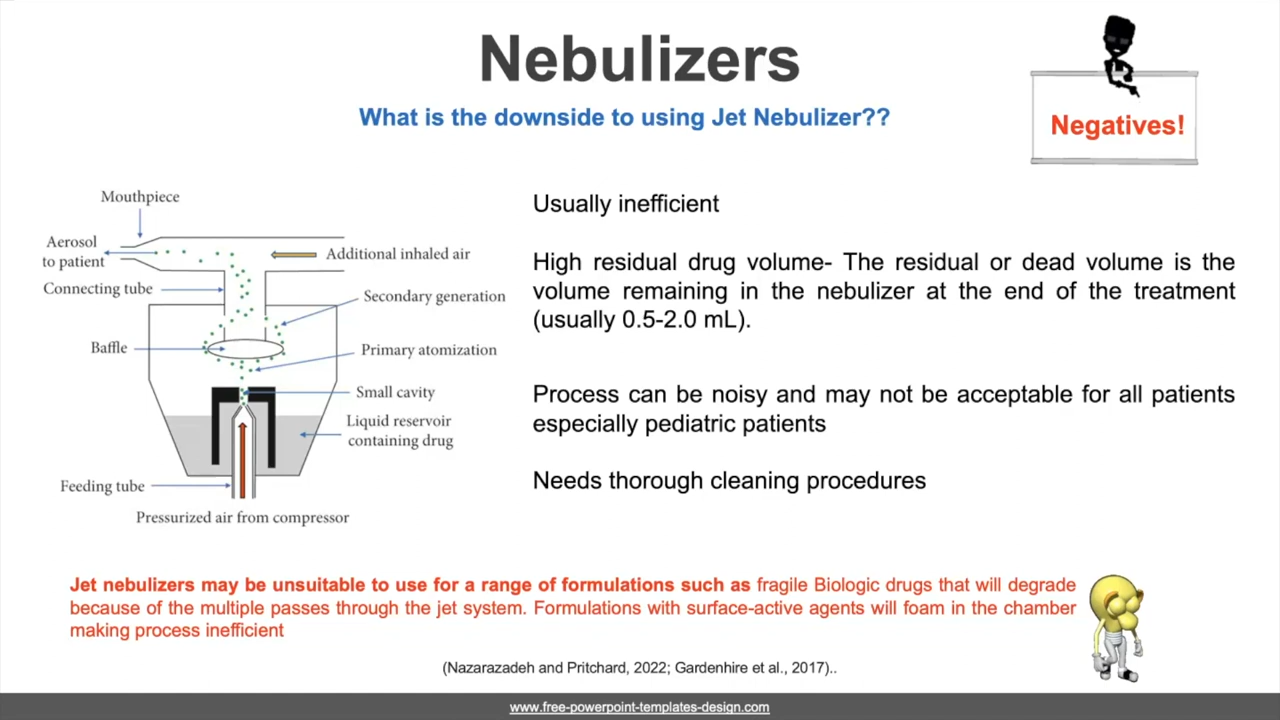 Nebulizers
What is the downside to using Jet Nebulizer??
Negatives!
Mouthpiece
Aerosol
to patient
Additional inhaled air
Connecting tube
Secondary generation
Baffle
Primary atomization
Small cavity
Liquid reservoir
containing drug
Feeding tube
Pressurized air from compressor
Usually inefficient
High residual drug volume- The residual or dead volume is the
volume remaining in the nebulizer at the end of the treatment
(usually 0.5-2.0 mL).
Process can be noisy and may not be acceptable for all patients
especially pediatric patients
Needs thorough cleaning procedures
Jet nebulizers may be unsuitable to use for a range of formulations such as fragile Biologic drugs that will degrade
because of the multiple passes through the jet system. Formulations with surface-active agents will foam in the chamber
making process inefficient
(Nazarazadeh and Pritchard, 2022; Gardenhire et al., 2017)..
www.free-powerpoint-templates-design.com